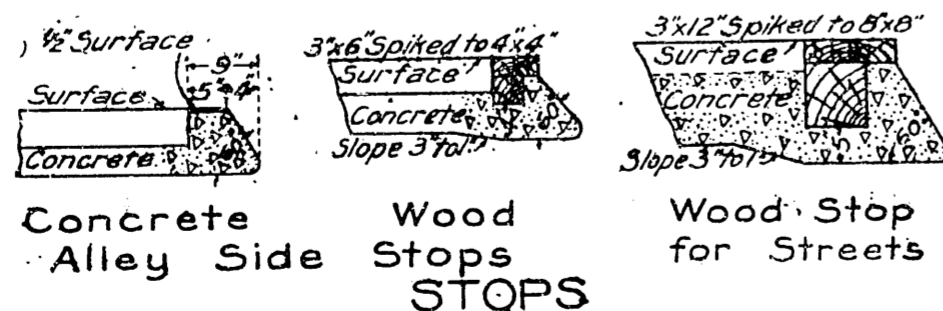 ½" Surface
9"
5" 4"
Surface
Concrete
3"x6" Spiked to 4"x4"
Surface
Concrete
60°
Slope 3" to 1"
3"x12" Spiked to 8"x8"
Surface
Concrete
5"
60°
Slope 3" to 1"
Concrete Wood
Alley Side Stops
Wood Stop
for Streets
STOPS